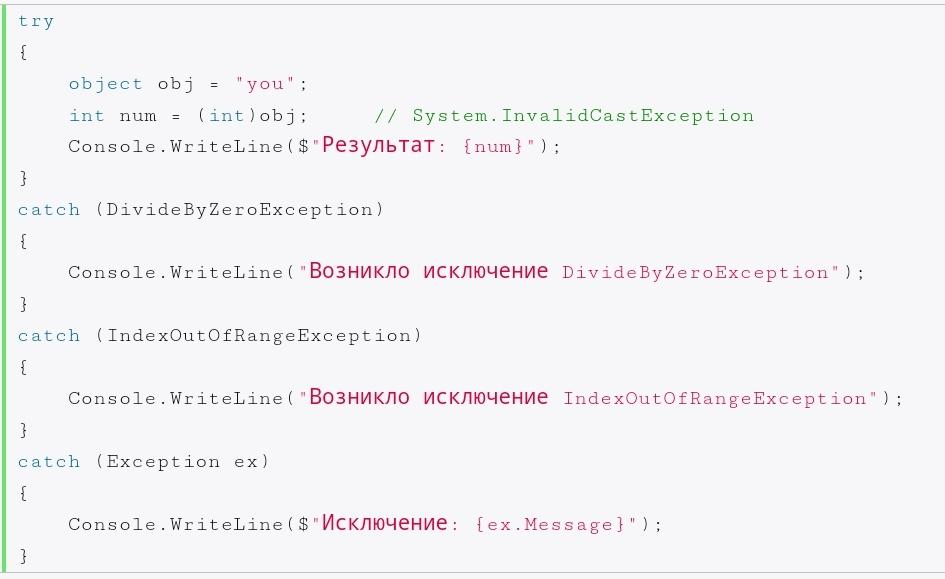 try
{
    object obj = "you";
    int num = (int)obj;     // System.InvalidCastException
    Console.WriteLine($"Результат: {num}");
}
catch (DivideByZeroException)
{
    Console.WriteLine("Возникло исключение DivideByZeroException");
}
catch (IndexOutOfRangeException)
{
    Console.WriteLine("Возникло исключение IndexOutOfRangeException");
}
catch (Exception ex)
{
    Console.WriteLine($"Исключение: {ex.Message}");
}